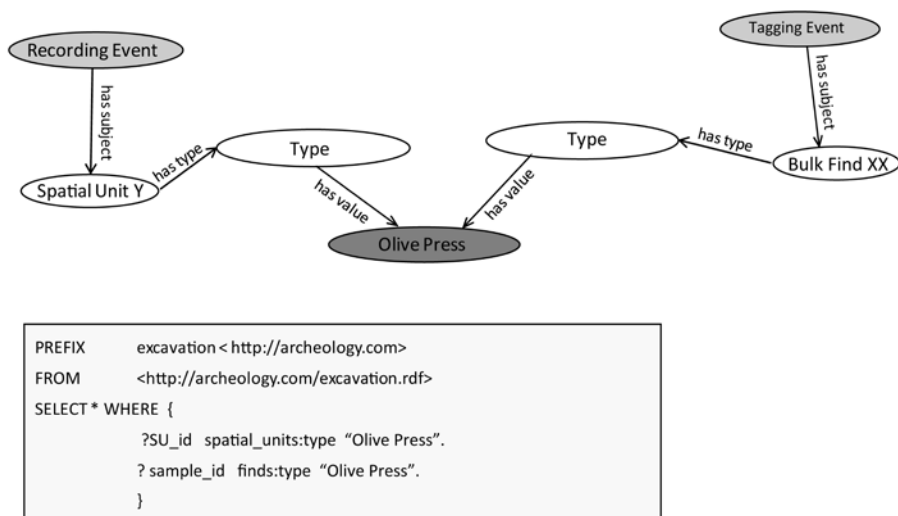 Recording Event
Tagging Event
has subject
has subject
Type
Type
has type
has type
Spatial Unit Y
Bulk Find XX
has value
has value
Olive Press
PREFIX excavation < http://archeology.com>
FROM <http://archeology.com/excavation.rdf>
SELECT * WHERE {
?SU_id spatial_units:type “Olive Press”.
? sample_id finds:type “Olive Press”.
}